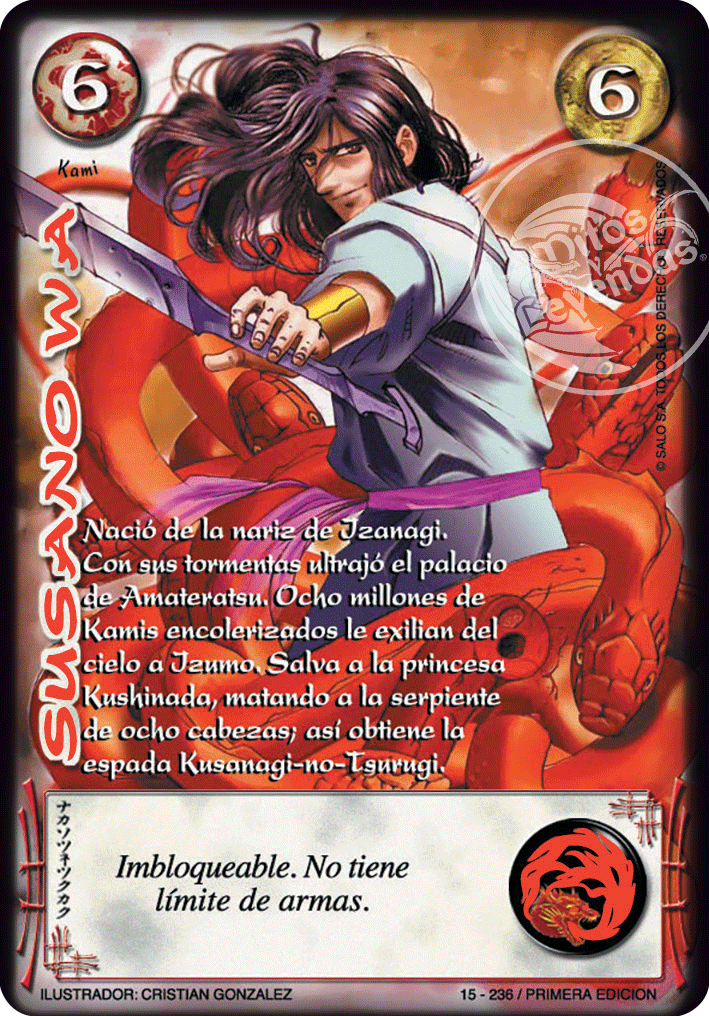 6
6
Kami
Mitos y
Leyendas®
SUSANO WA
© SALO S.A. TODOS LOS DERECHOS RESERVADOS
Nació de la nariz de Izanagi.
Con sus tormentas ultrajó el palacio
de Amateratsu. Ocho millones de
Kamis encolerizados le exilian del
cielo a Izumo. Salva a la princesa
Kushinada, matando a la serpiente
de ocho cabezas; así obtiene la
espada Kusanagi-no-Tsurugi.
ナカソツネツクカク
Imbloqueable. No tiene
límite de armas.
ILUSTRADOR: CRISTIAN GONZALEZ
15 - 236 / PRIMERA EDICION